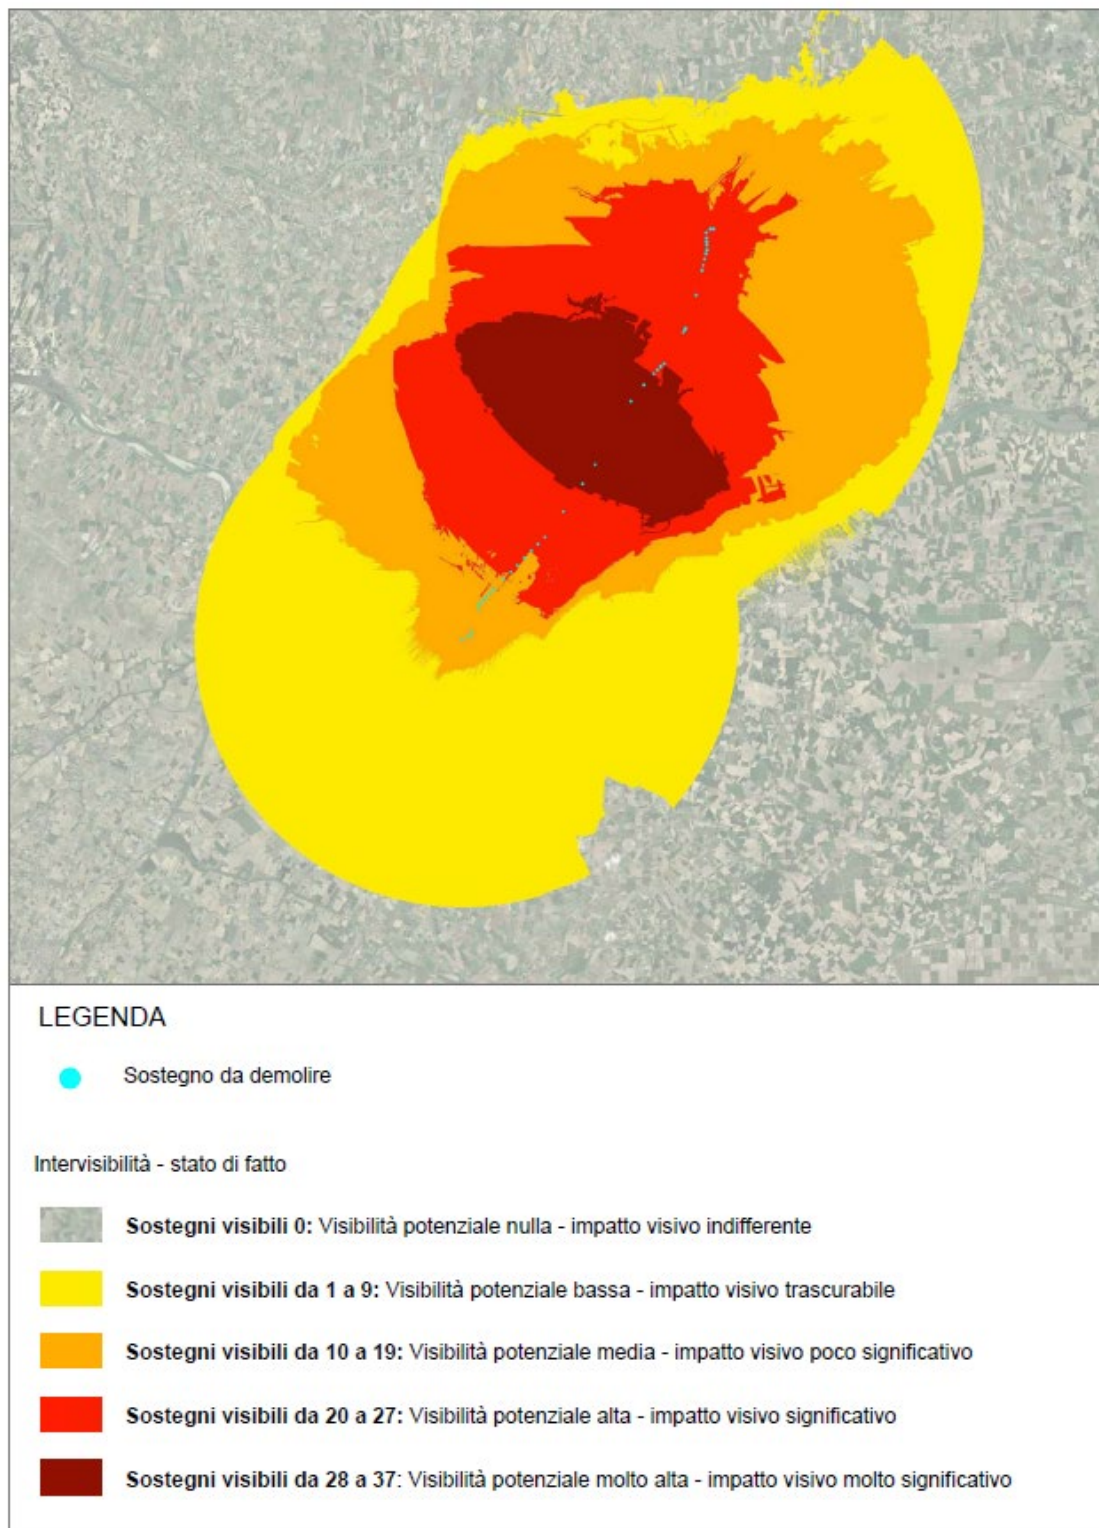 LEGENDA
Sostegno da demolire
Intervisibilità - stato di fatto
Sostegni visibili 0: Visibilità potenziale nulla - impatto visivo indifferente
Sostegni visibili da 1 a 9: Visibilità potenziale bassa - impatto visivo trascurabile
Sostegni visibili da 10 a 19: Visibilità potenziale media - impatto visivo poco significativo
Sostegni visibili da 20 a 27: Visibilità potenziale alta - impatto visivo significativo
Sostegni visibili da 28 a 37: Visibilità potenziale molto alta - impatto visivo molto significativo